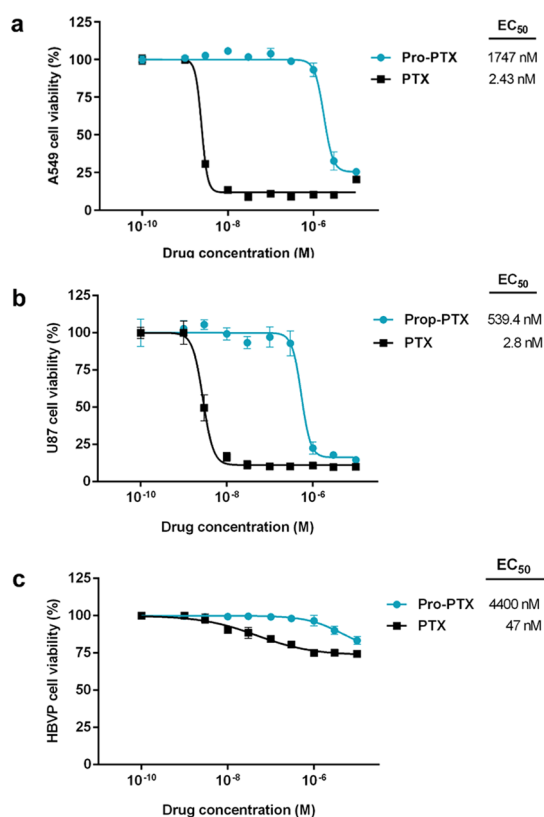 a
EC50
Pro-PTX 1747 nM
PTX 2.43 nM
A549 cell viability (%)
125
100
75
50
25
0
10-10 10-8 10-6
Drug concentration (M)
b
EC50
Prop-PTX 539.4 nM
PTX 2.8 nM
U87 cell viability (%)
125
100
75
50
25
0
10-10 10-8 10-6
Drug concentration (M)
c
EC50
Pro-PTX 4400 nM
PTX 47 nM
HBVP cell viability (%)
125
100
75
50
25
0
10-10 10-8 10-6
Drug concentration (M)